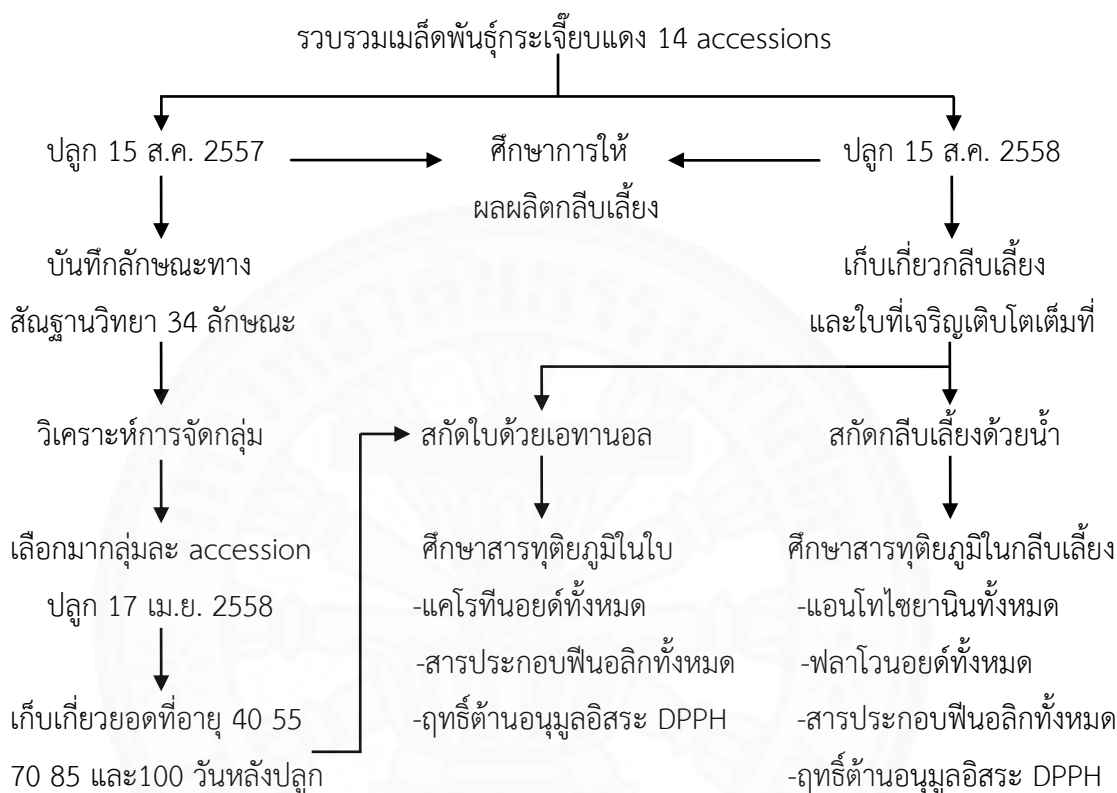 รวบรวมเมล็ดพันธุ์กระเจี๊ยบแดง 14 accessions
ปลูก 15 ส.ค. 2557
ศึกษาการให้
ผลผลิตกลีบเลี้ยง
ปลูก 15 ส.ค. 2558
บันทึกลักษณะทาง
สัณฐานวิทยา 34 ลักษณะ
เก็บเกี่ยวกลีบเลี้ยง
และใบที่เจริญเติบโตเต็มที่
วิเคราะห์การจัดกลุ่ม
สกัดใบด้วยเอทานอล
สกัดกลีบเลี้ยงด้วยน้ำ
เลือกมากลุ่มละ accession
ปลูก 17 เม.ย. 2558
ศึกษาสารทุติยภูมิในใบ
-แคโรทีนอยด์ทั้งหมด
-สารประกอบฟีนอลิกทั้งหมด
-ฤทธิ์ต้านอนุมูลอิสระ DPPH
ศึกษาสารทุติยภูมิในกลีบเลี้ยง
-แอนโทไซยานินทั้งหมด
-ฟลาโวนอยด์ทั้งหมด
-สารประกอบฟีนอลิกทั้งหมด
-ฤทธิ์ต้านอนุมูลอิสระ DPPH
เก็บเกี่ยวยอดที่อายุ 40 55
70 85 และ100 วันหลังปลูก